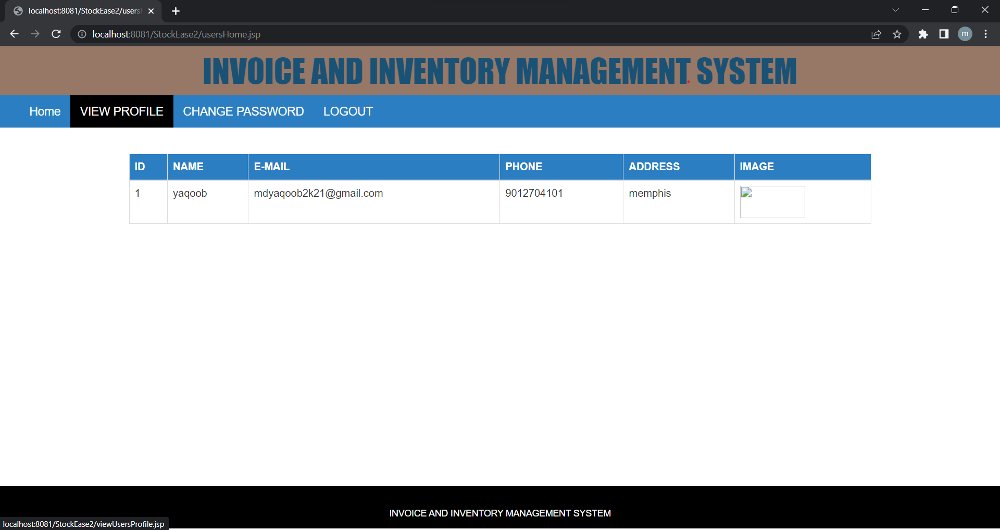 localhost:8081/StockEase2/users
localhost:8081/StockEase2/usersHome.jsp
m
INVOICE AND INVENTORY MANAGEMENT SYSTEM
Home VIEW PROFILE CHANGE PASSWORD LOGOUT
ID NAME E-MAIL PHONE ADDRESS IMAGE
1 yaqoob mdyaqoob2k21@gmail.com 9012704101 memphis
INVOICE AND INVENTORY MANAGEMENT SYSTEM
localhost:8081/StockEase2/viewUsersProfile.jsp